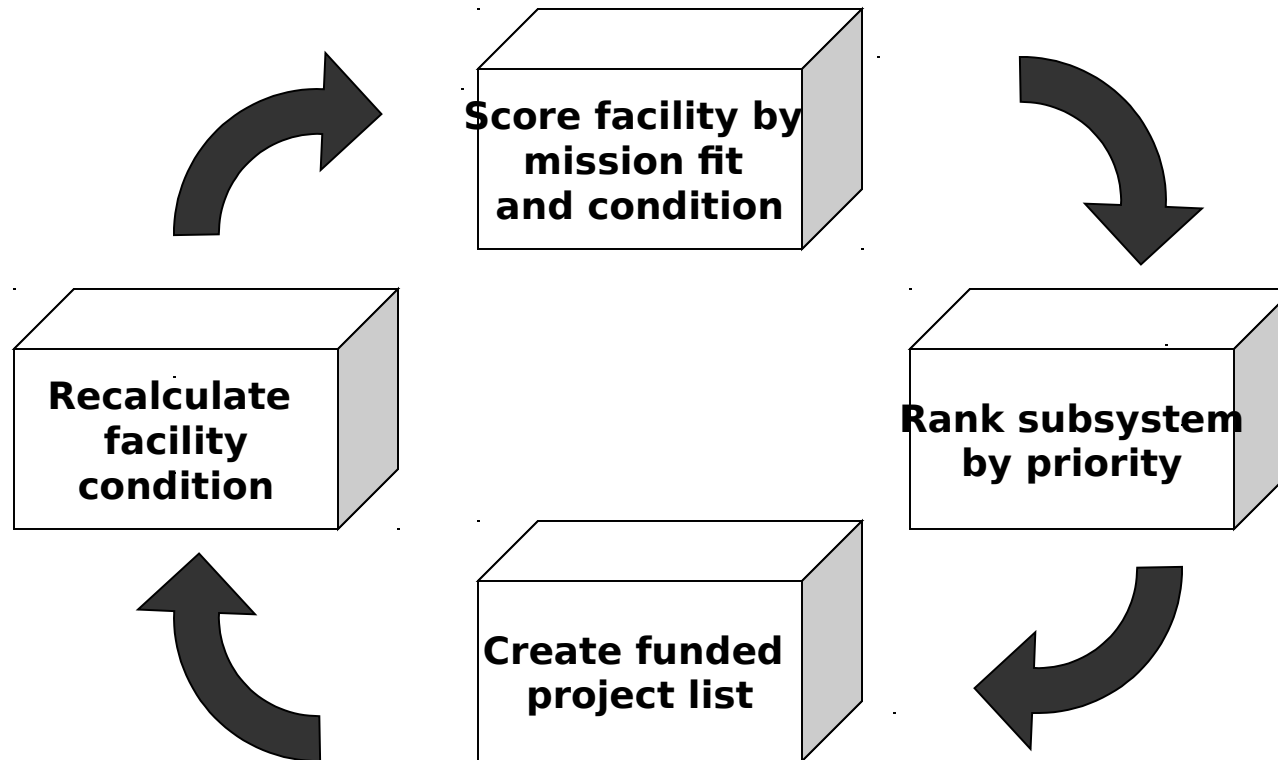 Score facility by
mission fit
and condition
Recalculate
facility
condition
Rank subsystem
by priority
Create funded
project list